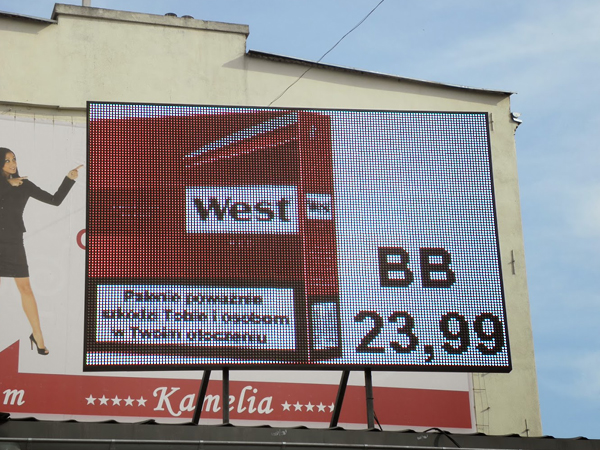 West
BB
23,99
Palenie poważnie
szkodzi Tobie i osobom
w Twoim otoczeniu
m ★★★★★ Kamelia ★★★★★